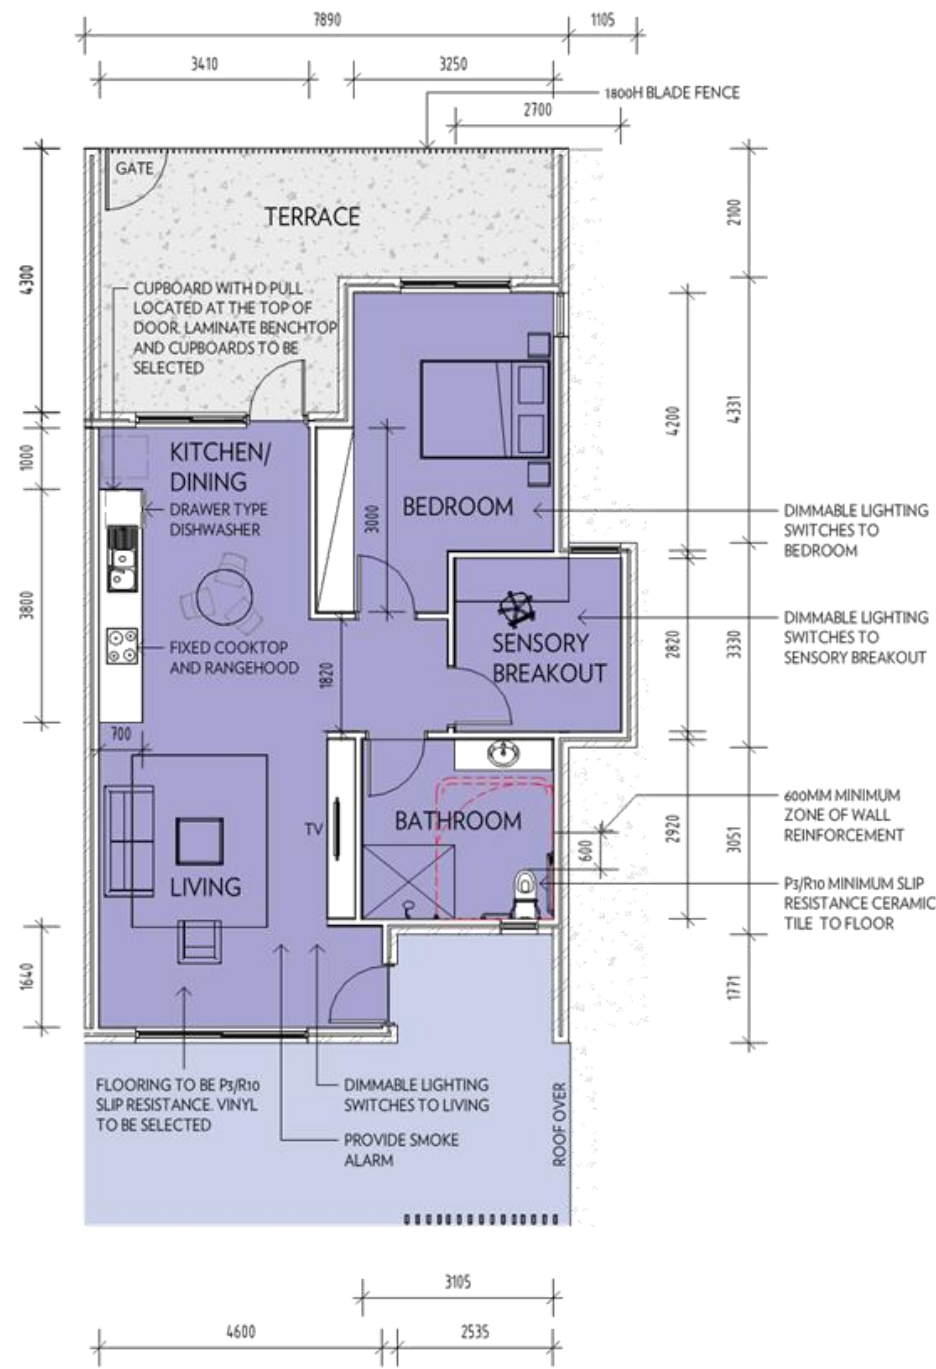 7890
1105
3410
3250
1800H BLADE FENCE
2700
GATE
TERRACE
2100
4300
CUPBOARD WITH D PULL
LOCATED AT THE TOP OF
DOOR. LAMINATE BENCHTOP
AND CUPBOARDS TO BE
SELECTED
4200
4331
1000
KITCHEN/
DINING
DRAWER TYPE
DISHWASHER
3000
BEDROOM
DIMMABLE LIGHTING
SWITCHES TO
BEDROOM
3800
DIMMABLE LIGHTING
SWITCHES TO
SENSORY BREAKOUT
SENSORY
BREAKOUT
2820
3330
FIXED COOKTOP
AND RANGEHOOD
1820
700
600MM MINIMUM
ZONE OF WALL
REINFORCEMENT
TV
BATHROOM
600
2920
3051
LIVING
P3/R10 MINIMUM SLIP
RESISTANCE CERAMIC
TILE TO FLOOR
1640
1771
FLOORING TO BE P3/R10
SLIP RESISTANCE. VINYL
TO BE SELECTED
DIMMABLE LIGHTING
SWITCHES TO LIVING
PROVIDE SMOKE
ALARM
ROOF OVER
3105
4600
2535